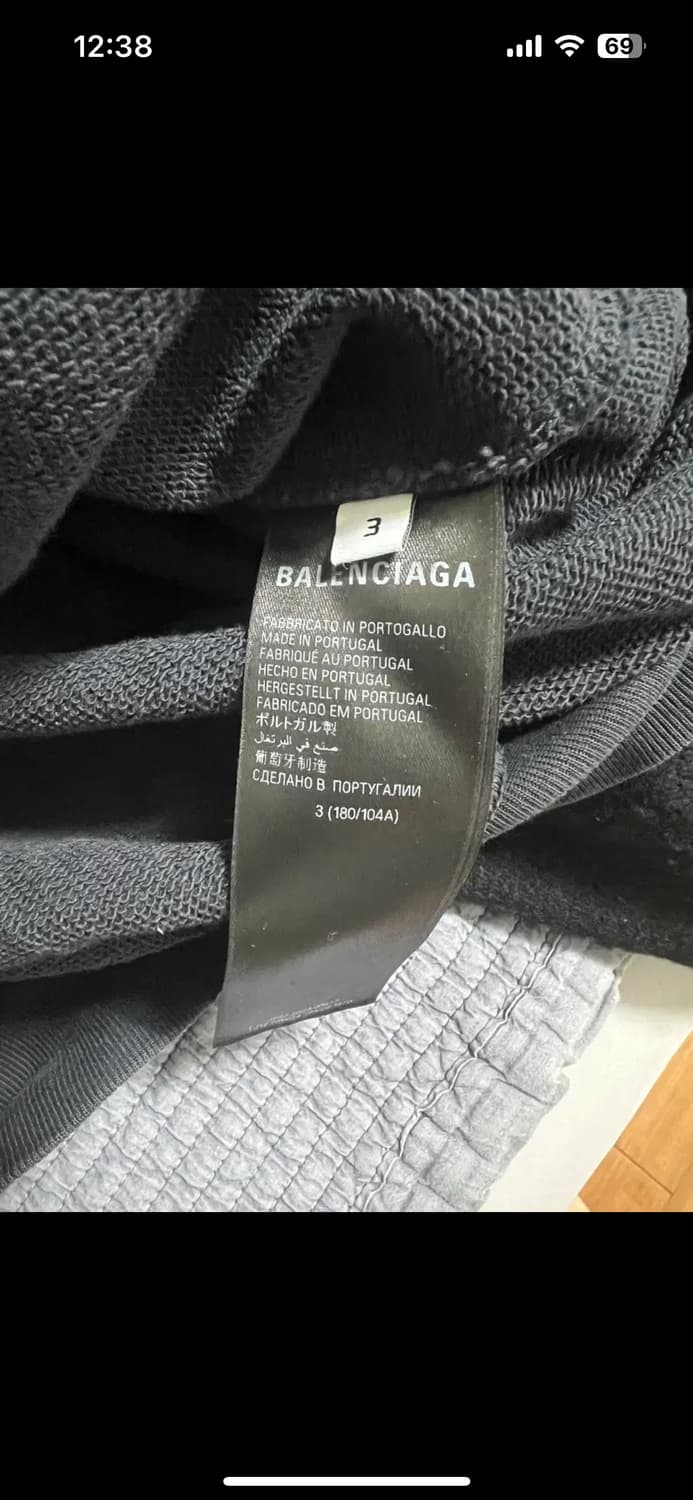 12:38
69
3
BALENCIAGA
FABBRICATO IN PORTOGALLO
MADE IN PORTUGAL
FABRIQUÉ AU PORTUGAL
HECHO EN PORTUGAL
HERGESTELLT IN PORTUGAL
FABRICADO EM PORTUGAL
ポルトガル製
صنع في البرتغال
葡萄牙制造
СДЕЛАНО В ПОРТУГАЛИИ
3 (180/104A)